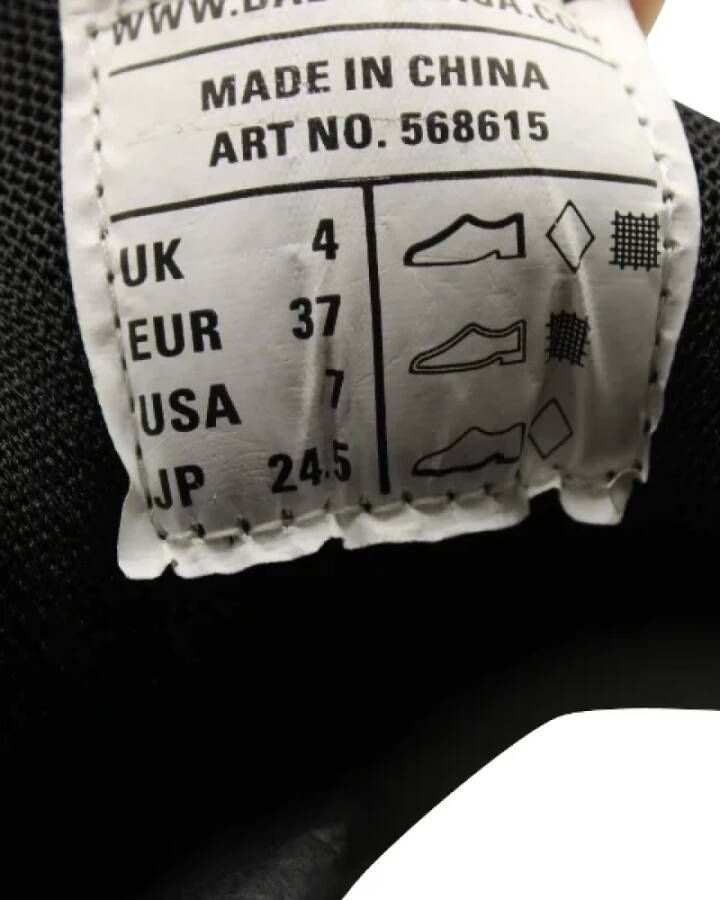 MADE IN CHINA
ART NO. 568615
UK 4
EUR 37
USA 7
JP 24.5